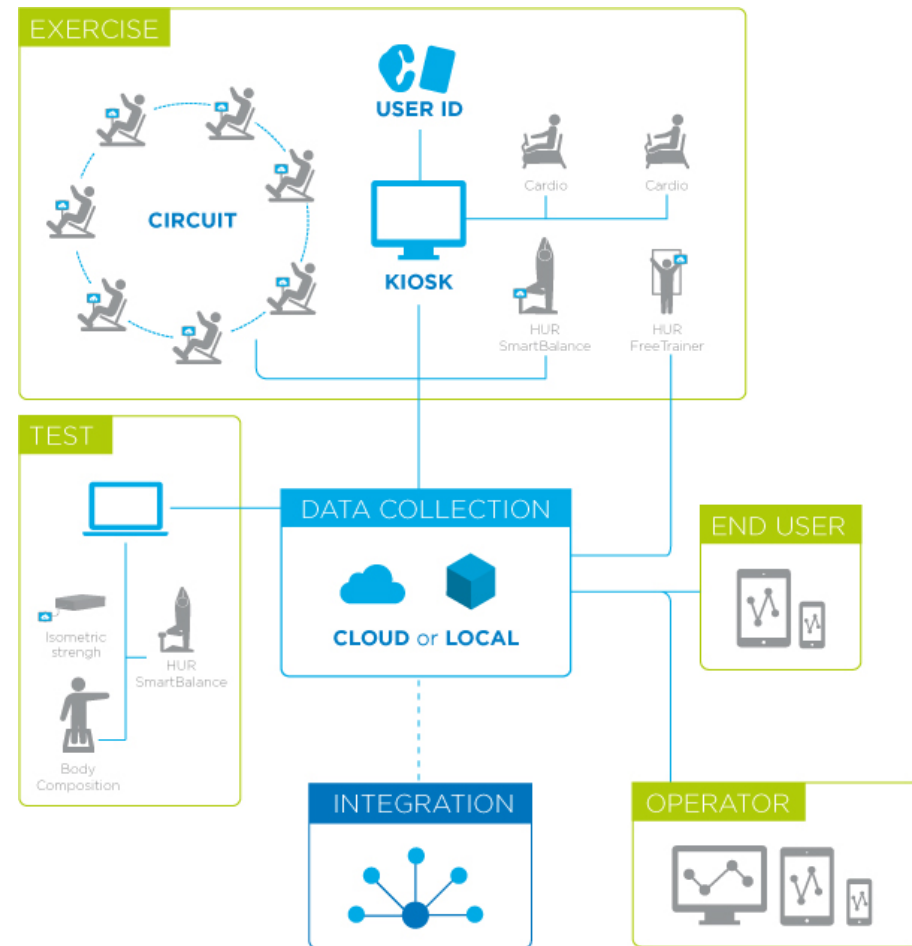 EXERCISE
USER ID
CIRCUIT
KIOSK
Cardio
Cardio
HUR
SmartBalance
HUR
FreeTrainer
TEST
Isometric
strengh
HUR
SmartBalance
Body
Composition
DATA COLLECTION
CLOUD or LOCAL
END USER
INTEGRATION
OPERATOR